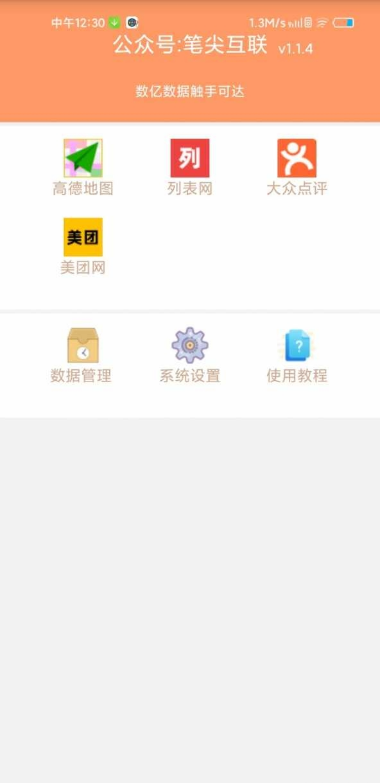 中午12:30
1.3M/s
公众号:笔尖互联 v1.1.4
数亿数据触手可达
列
高德地图 列表网 大众点评
美团
美团网
?
数据管理 系统设置 使用教程